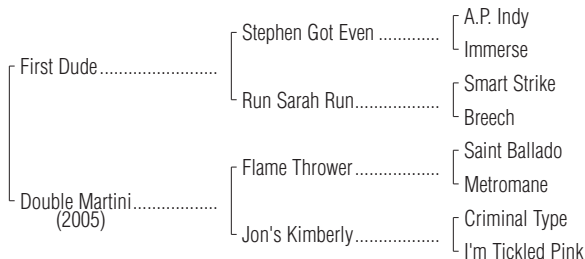 A.P. Indy
Stephen Got Even .............
Immerse
First Dude.........................
Smart Strike
Run Sarah Run..................
Breech
Saint Ballado
Flame Thrower ..................
Metromane
Double Martini..................
(2005)
Criminal Type
Jon's Kimberly ..................
I'm Tickled Pink